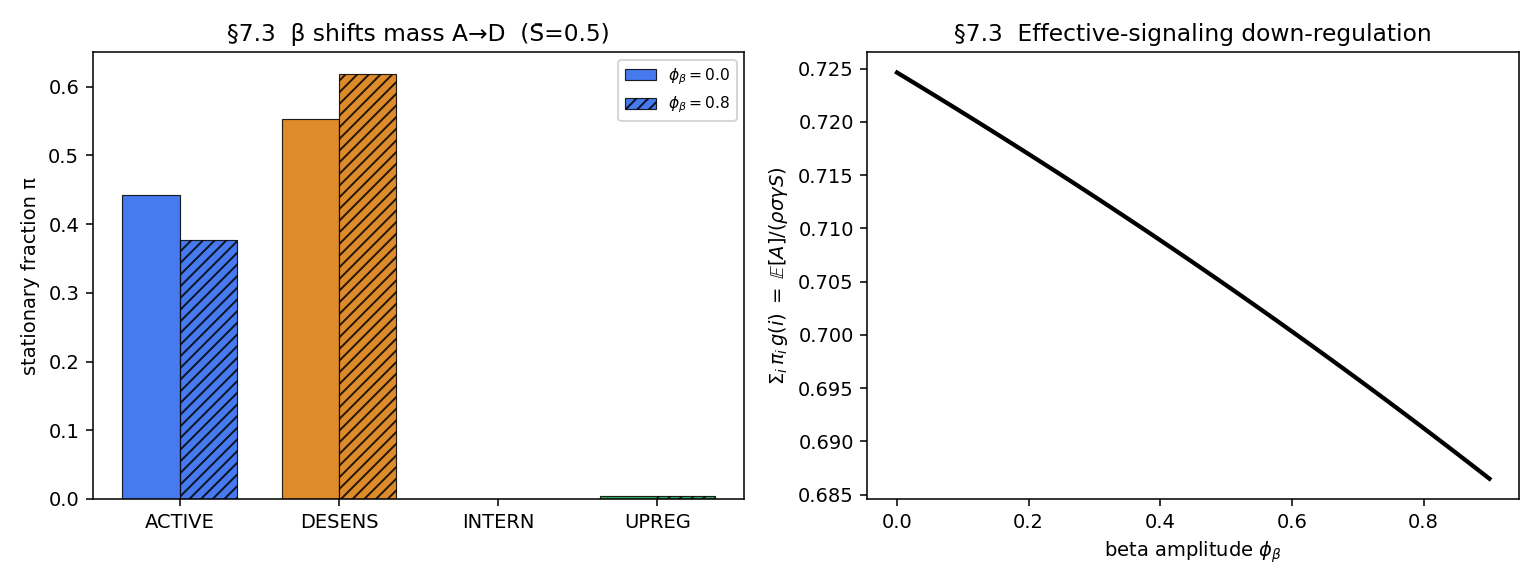 §7.3  β shifts mass A→D  (S̄=0.5)
stationary fraction π
0.6
0.5
0.4
0.3
0.2
0.1
0.0
ACTIVE
DESENS
INTERN
UPREG
ϕβ = 0.0
ϕβ = 0.8
§7.3  Effective-signaling down-regulation
Σᵢ πᵢ g(i) = 𝔼[A]/(ρσγS)
0.725
0.720
0.715
0.710
0.705
0.700
0.695
0.690
0.685
0.0
0.2
0.4
0.6
0.8
beta amplitude ϕβ